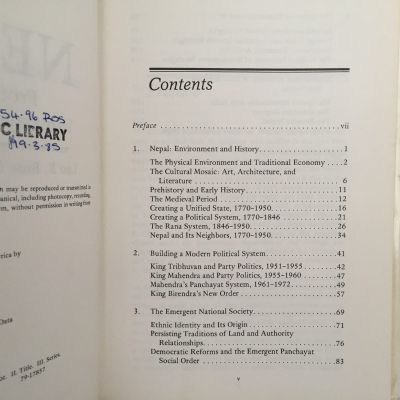 54.96 ROS
C, LIBRARY
19.3.85
may be reproduced or transmitted
including photocopy, recording,
without permission in writing from
erica by
Data
II. Title. III. Series.
79-17857
Contents
Preface . . . . . . . . . . vii
1. Nepal: Environment and History . . . . . . . . . . 1
The Physical Environment and Traditional Economy . . . . 2
The Cultural Mosaic: Art, Architecture, and
Literature . . . . . . . . . . 6
Prehistory and Early History . . . . . . . . . . 11
The Medieval Period . . . . . . . . . . 12
Creating a Unified State, 1770-1950 . . . . . . . . . . 16
Creating a Political System, 1770-1846 . . . . . . . . . . 21
The Rana System, 1846-1950 . . . . . . . . . . 26
Nepal and Its Neighbors, 1770-1950 . . . . . . . . . . 34
2. Building a Modern Political System . . . . . . . . . . 41
King Tribhuvan and Party Politics, 1951-1955 . . . . . . . . . . 42
King Mahendra and Party Politics, 1955-1960 . . . . . . . . . . 47
Mahendra's Panchayat System, 1961-1972 . . . . . . . . . . 49
King Birendra's New Order . . . . . . . . . . 57
3. The Emergent National Society . . . . . . . . . . 69
Ethnic Identity and Its Origin . . . . . . . . . . 71
Persisting Traditions of Land and Authority
Relationships . . . . . . . . . . 76
Democratic Reforms and the Emergent Panchayat
Social Order . . . . . . . . . . 83
v